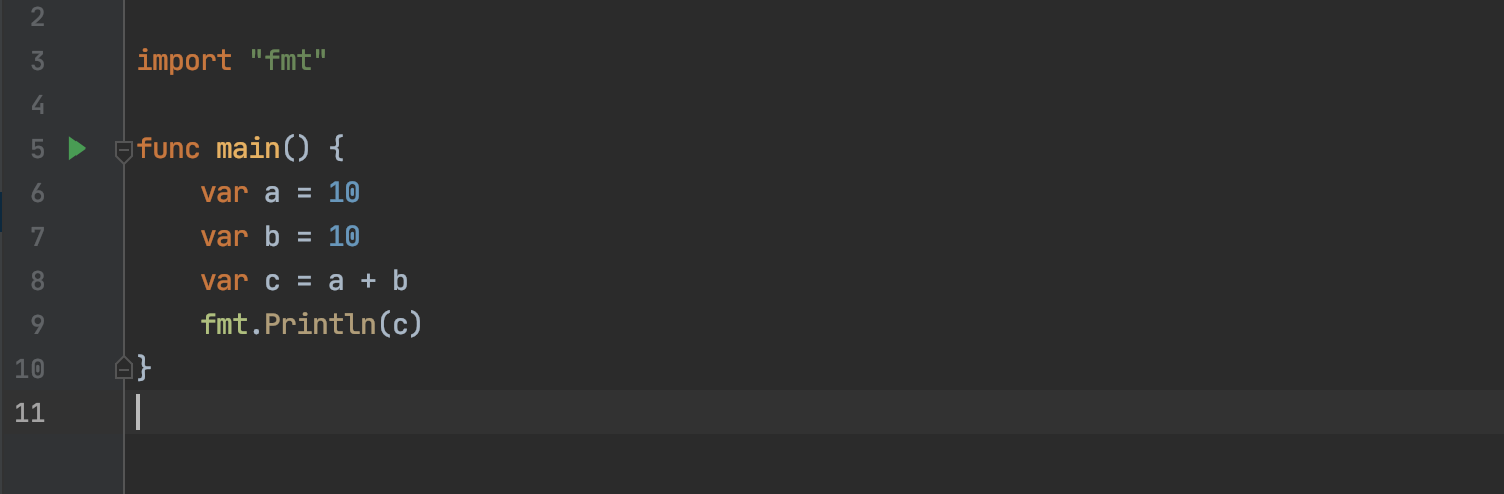 2
3 import "fmt"
4
5 func main() {
6     var a = 10
7     var b = 10
8     var c = a + b
9     fmt.Println(c)
10 }
11